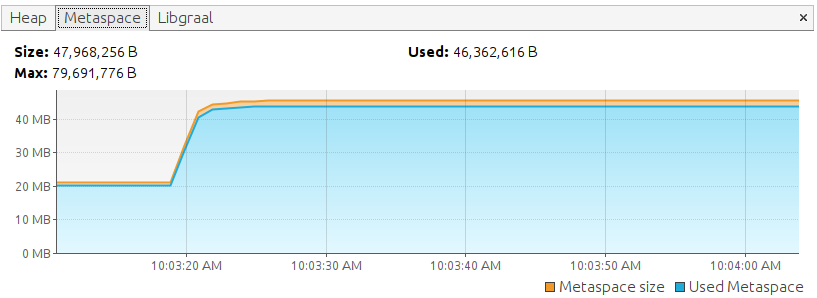 Heap Metaspace Libgraal ×
Size: 47,968,256 B Used: 46,362,616 B
Max: 79,691,776 B
40 MB
30 MB
20 MB
10 MB
0 MB
10:03:20 AM 10:03:30 AM 10:03:40 AM 10:03:50 AM 10:04:00 AM
Metaspace size Used Metaspace